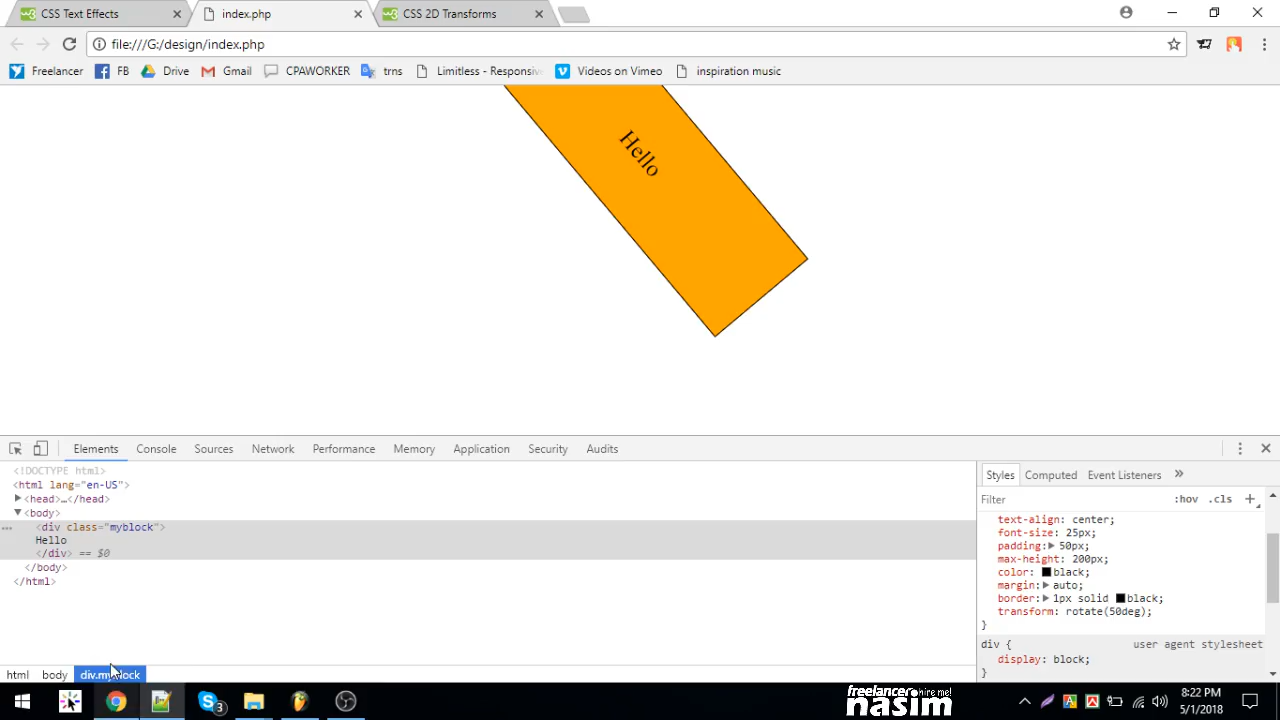 CSS Text Effects
index.php
CSS 2D Transforms
file:///G:/design/index.php
Freelancer
FB
Drive
Gmail
CPAWORKER
trns
Limitless - Responsiv
Videos on Vimeo
inspiration music
Hello
Elements
Console
Sources
Network
Performance
Memory
Application
Security
Audits
<!DOCTYPE html>
<html lang="en-US">
<head>…</head>
<body>
<div class="myblock">
Hello
</div> == $0
</body>
</html>
Styles
Computed
Event Listeners
»
Filter
:hov
.cls
+
text-align: center;
font-size: 25px;
padding: 50px;
max-height: 200px;
color: black;
margin: auto;
border: 1px solid black;
transform: rotate(50deg);
}
div {
user agent stylesheet
display: block;
}
html
body
div.myblock
3
freelancer hire me!
nasim
8:22 PM
5/1/2018